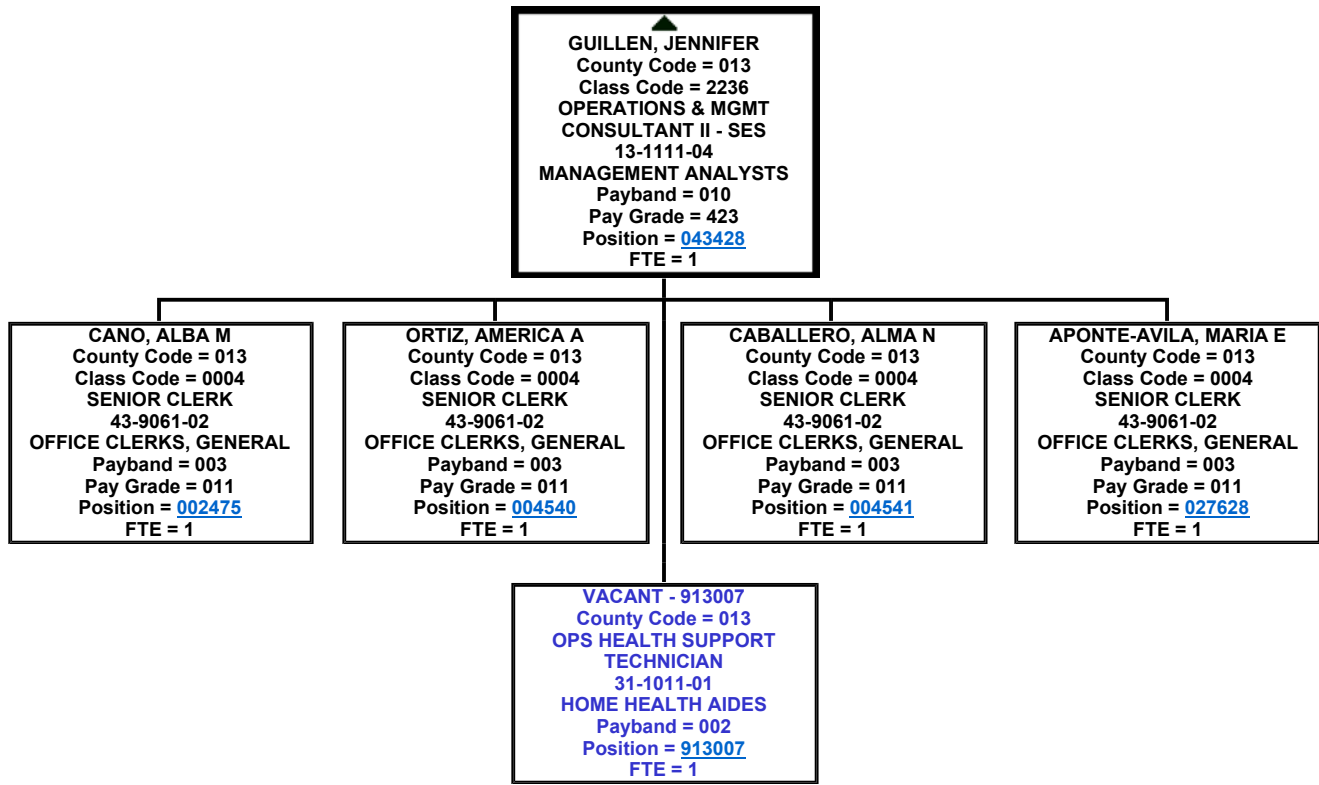 GUILLEN, JENNIFER
County Code = 013
Class Code = 2236
OPERATIONS & MGMT
CONSULTANT II - SES
13-1111-04
MANAGEMENT ANALYSTS
Payband = 010
Pay Grade = 423
Position = 043428
FTE = 1
CANO, ALBA M
County Code = 013
Class Code = 0004
SENIOR CLERK
43-9061-02
OFFICE CLERKS, GENERAL
Payband = 003
Pay Grade = 011
Position = 002475
FTE = 1
ORTIZ, AMERICA A
County Code = 013
Class Code = 0004
SENIOR CLERK
43-9061-02
OFFICE CLERKS, GENERAL
Payband = 003
Pay Grade = 011
Position = 004540
FTE = 1
CABALLERO, ALMA N
County Code = 013
Class Code = 0004
SENIOR CLERK
43-9061-02
OFFICE CLERKS, GENERAL
Payband = 003
Pay Grade = 011
Position = 004541
FTE = 1
APONTE-AVILA, MARIA E
County Code = 013
Class Code = 0004
SENIOR CLERK
43-9061-02
OFFICE CLERKS, GENERAL
Payband = 003
Pay Grade = 011
Position = 027628
FTE = 1
VACANT - 913007
County Code = 013
OPS HEALTH SUPPORT
TECHNICIAN
31-1011-01
HOME HEALTH AIDES
Payband = 002
Position = 913007
FTE = 1